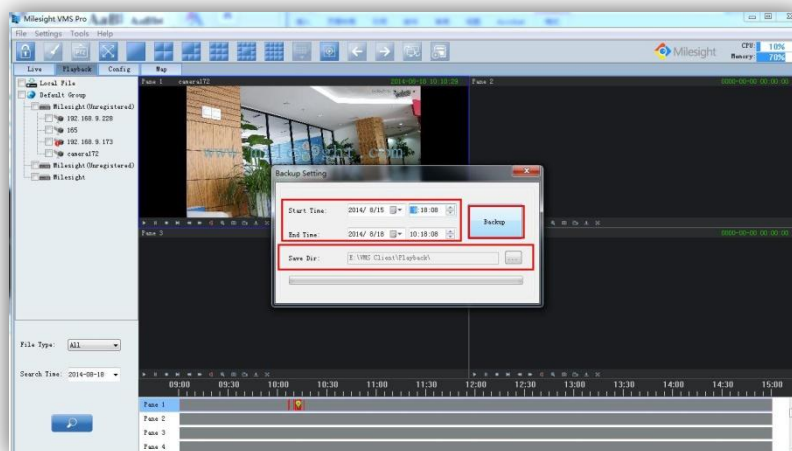 Milesight VMS Pro
File Settings Tools Help
Milesight
CPU: 10%
Memory: 70%
Live Playback Config Map
Local File
Default Group
Milesight(Unregistered)
192.168.9.228
165
192.168.9.173
camera172
Milesight(Unregistered)
Milesight
Pane 1 camera172 2014-08-18 10:18:29
Pane 2 0000-00-00 00:00:00
Backup Setting
Start Time: 2014/ 8/15 :18:08
End Time: 2014/ 8/18 10:18:08
Backup
Save Dir: E:\VMS Client\Playback\
...
Pane 3
0000-00-00 00:00:00
File Type: All
Search Time: 2014-08-18
09:00 09:30 10:00 10:30 11:00 11:30 12:00 12:30 13:00 13:30 14:00 14:30 15:00
Pane 1
Pane 2
Pane 3
Pane 4